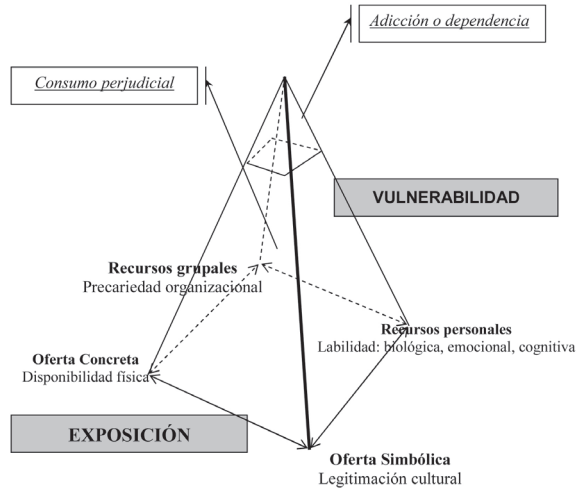 Adicción o dependencia
Consumo perjudicial
VULNERABILIDAD
Recursos grupales
Precariedad organizacional
Recursos personales
Labilidad: biológica, emocional, cognitiva
Oferta Concreta
Disponibilidad física
EXPOSICIÓN
Oferta Simbólica
Legitimación cultural